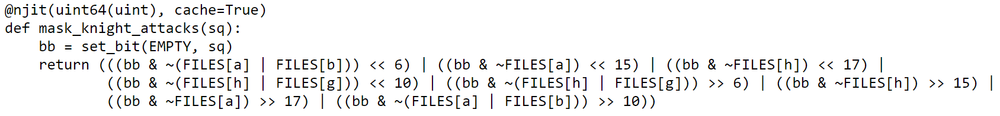 @njit(uint64(uint), cache=True)
def mask_knight_attacks(sq):
    bb = set_bit(EMPTY, sq)
    return (((bb & ~(FILES[a] | FILES[b])) << 6) | ((bb & ~FILES[a]) << 15) | ((bb & ~FILES[h]) << 17) |
            ((bb & ~(FILES[h] | FILES[g])) << 10) | ((bb & ~(FILES[h] | FILES[g])) >> 6) | ((bb & ~FILES[h]) >> 15) |
            ((bb & ~FILES[a]) >> 17) | ((bb & ~(FILES[a] | FILES[b])) >> 10))